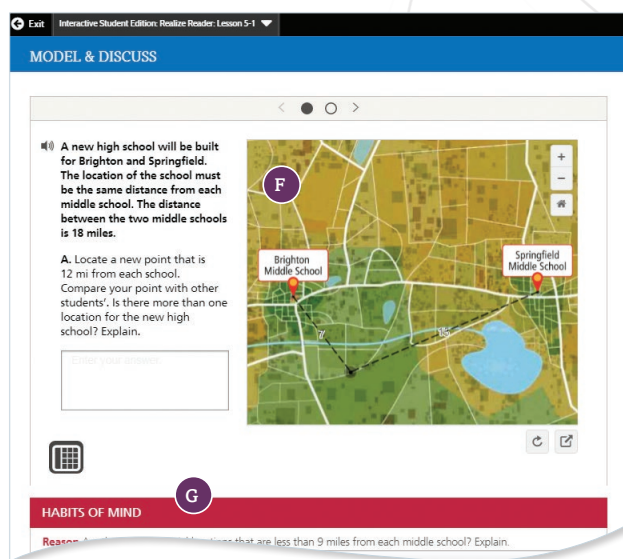 Exit Interactive Student Edition: Realize Reader: Lesson 5-1
MODEL & DISCUSS
A new high school will be built
for Brighton and Springfield.
The location of the school must
be the same distance from each
middle school. The distance
between the two middle schools
is 18 miles.
A. Locate a new point that is
12 mi from each school.
Compare your point with other
students'. Is there more than one
location for the new high
school? Explain.
Enter your answer.
F
+
−
Brighton
Middle School
Springfield
Middle School
7
G
HABITS OF MIND
Reason that are less than 9 miles from each middle school? Explain.